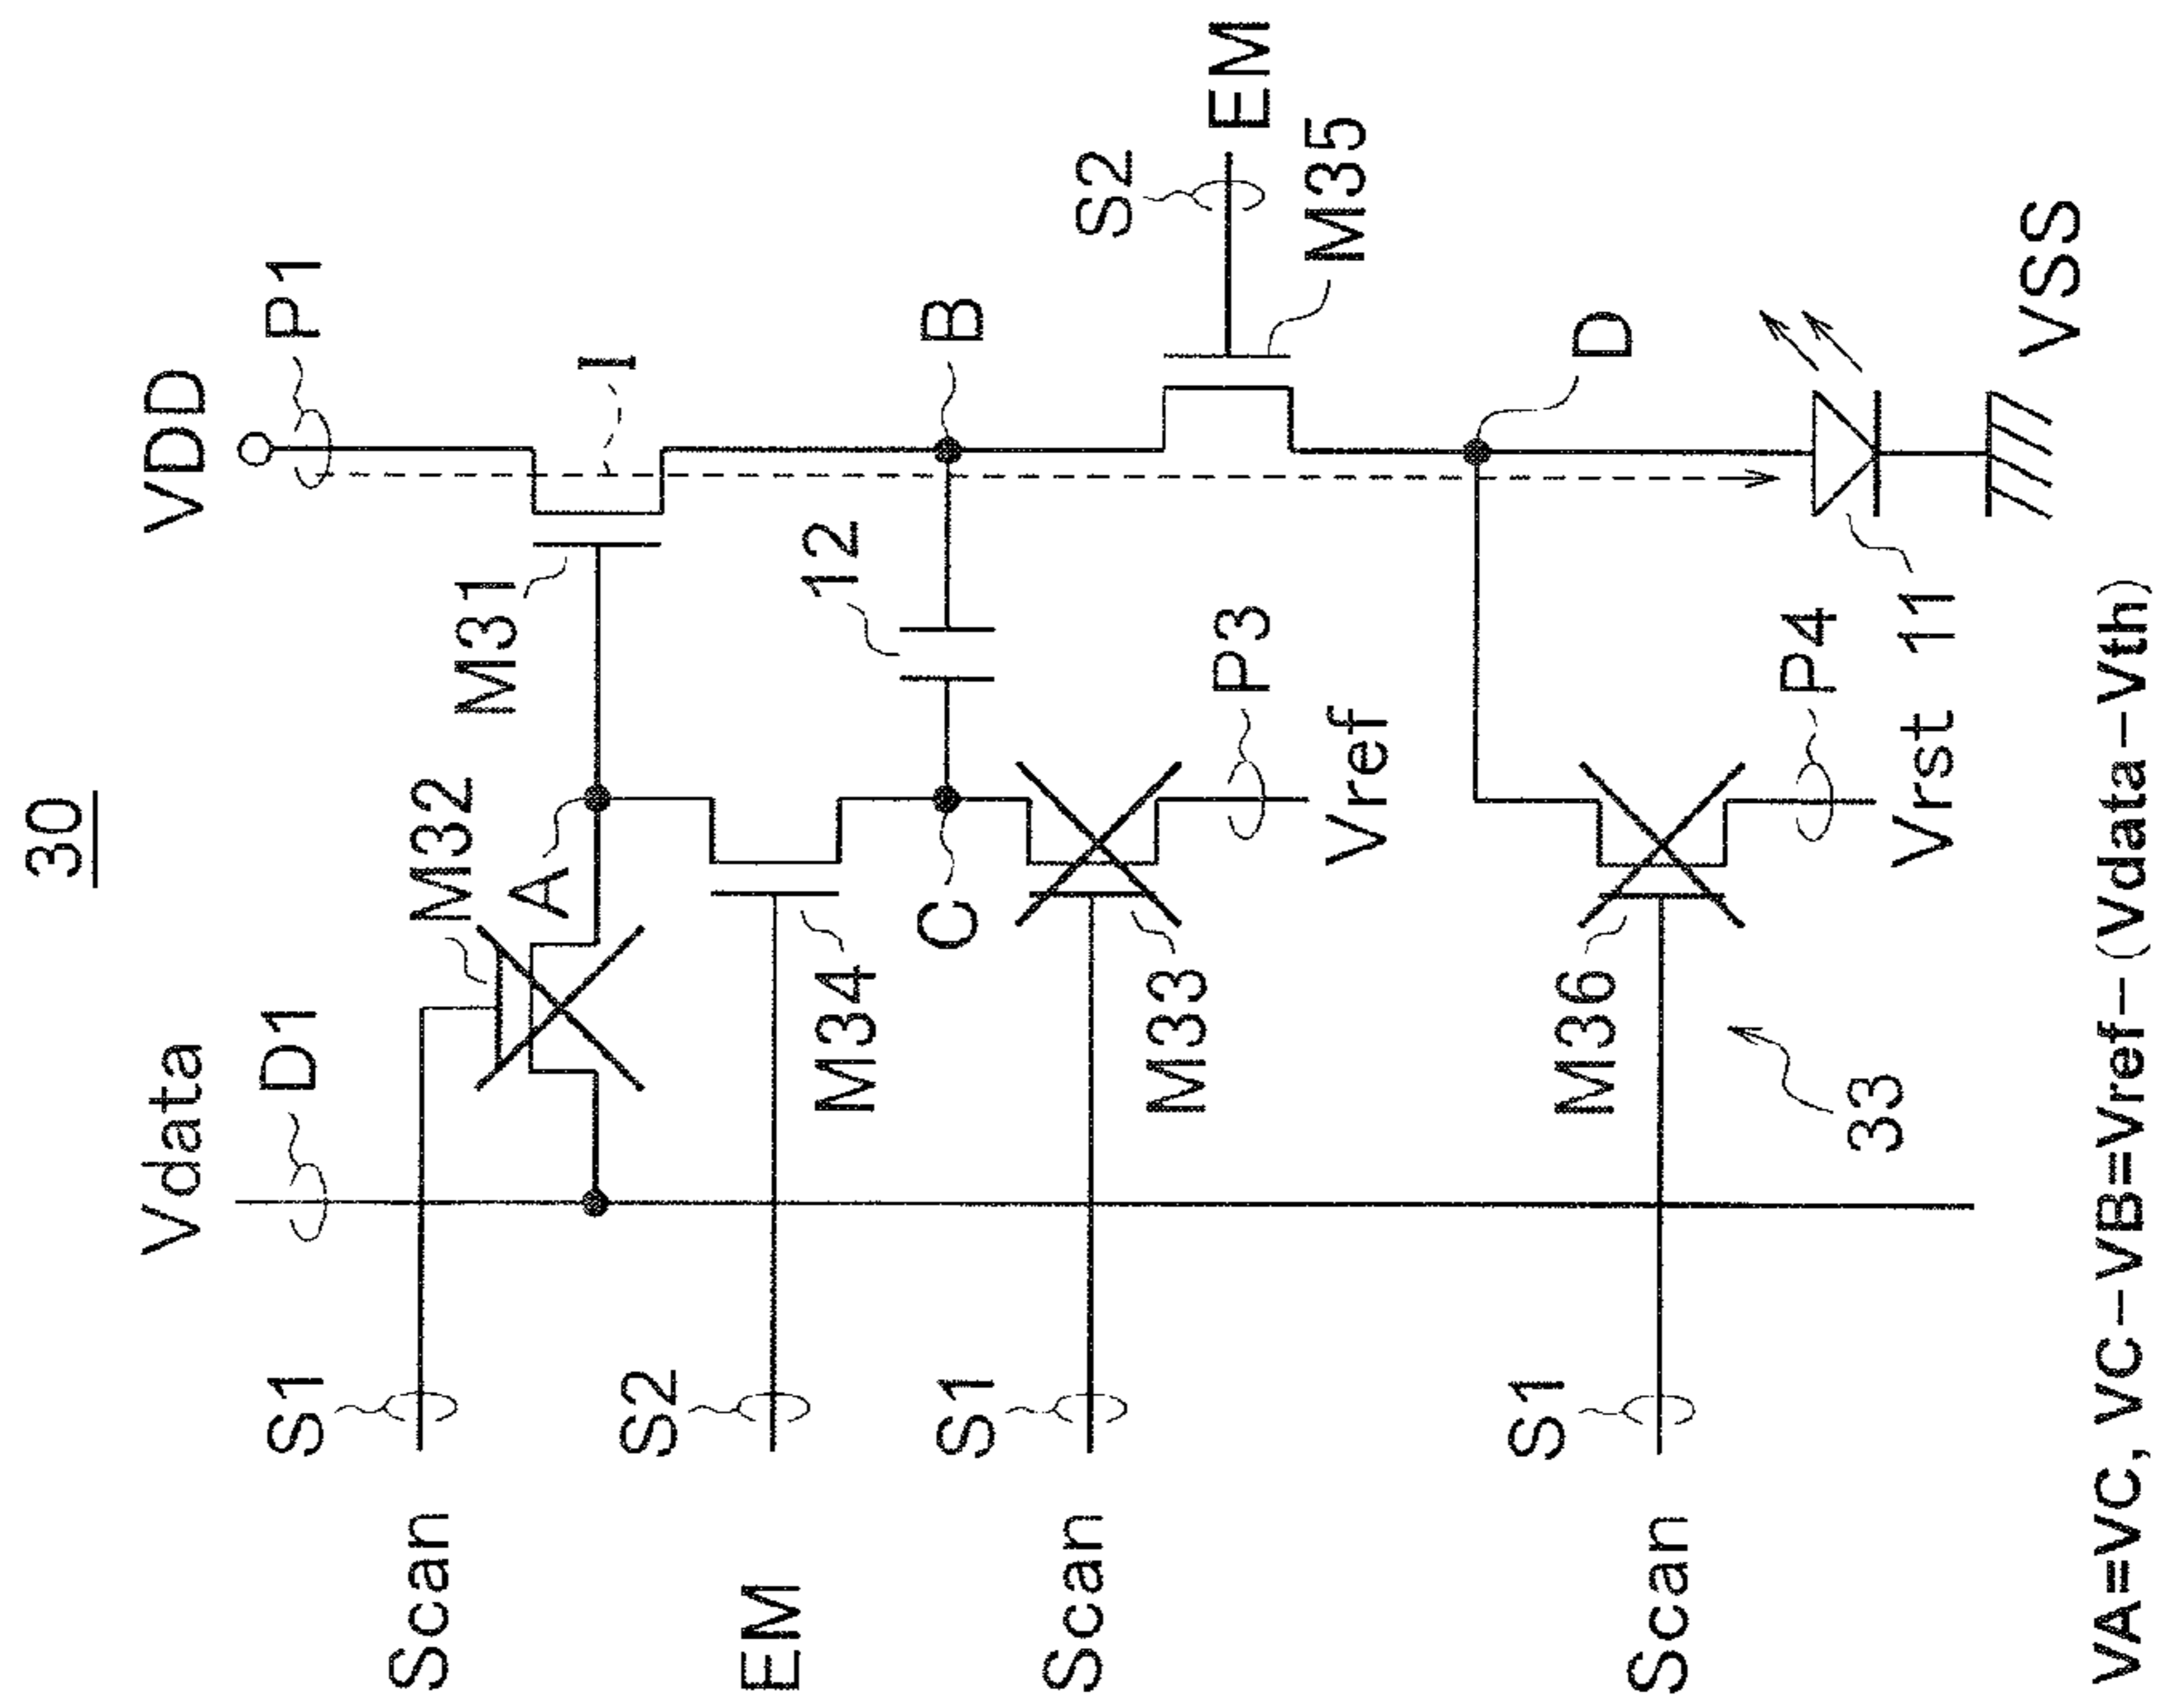 30
VDD
P1
Vdata
D1
I
M31
M32
A
S1
Scan
12
B
S2
EM
M34
S2
EM
C
M35
M33
P3
Vref
S1
Scan
D
M36
P4
Vrst
S1
Scan
11
33
VSS
VA=VC, VC-VB=Vref-(Vdata-Vth)